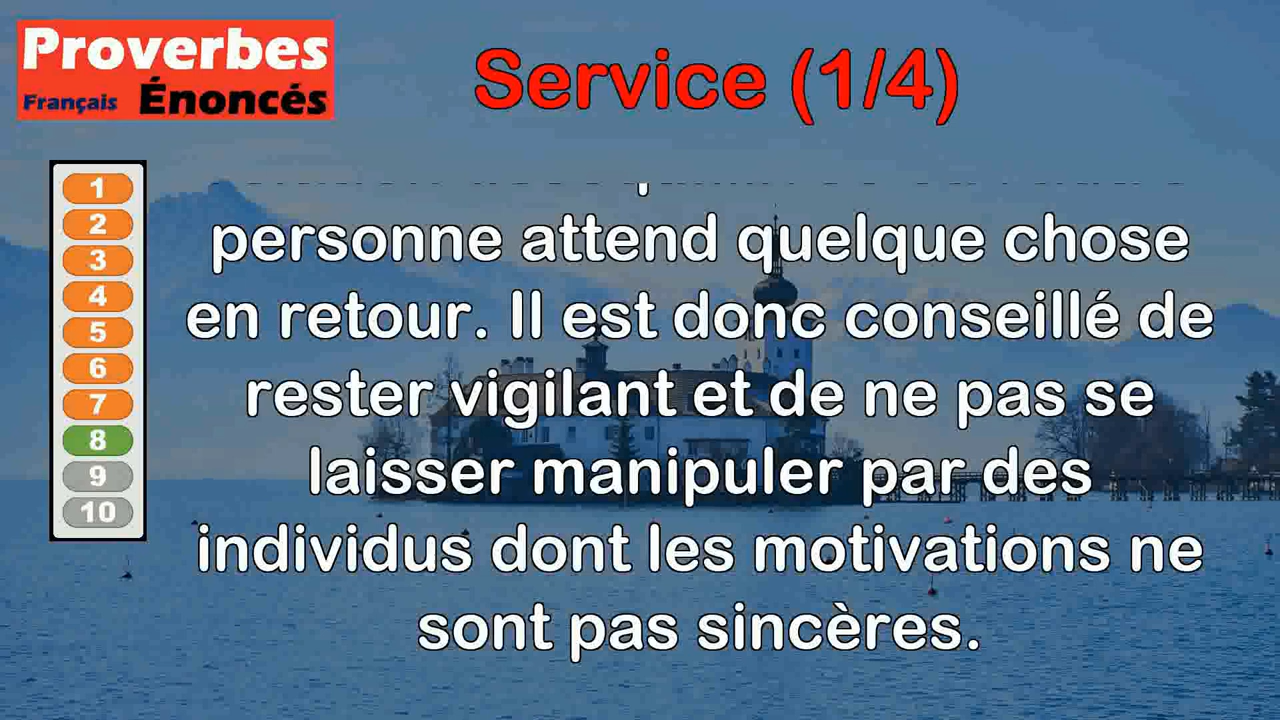 Proverbes
Français Énoncés
Service (1/4)
1
2
3
4
5
6
7
8
9
10
personne attend quelque chose
en retour. Il est donc conseillé de
rester vigilant et de ne pas se
laisser manipuler par des
individus dont les motivations ne
sont pas sincères.